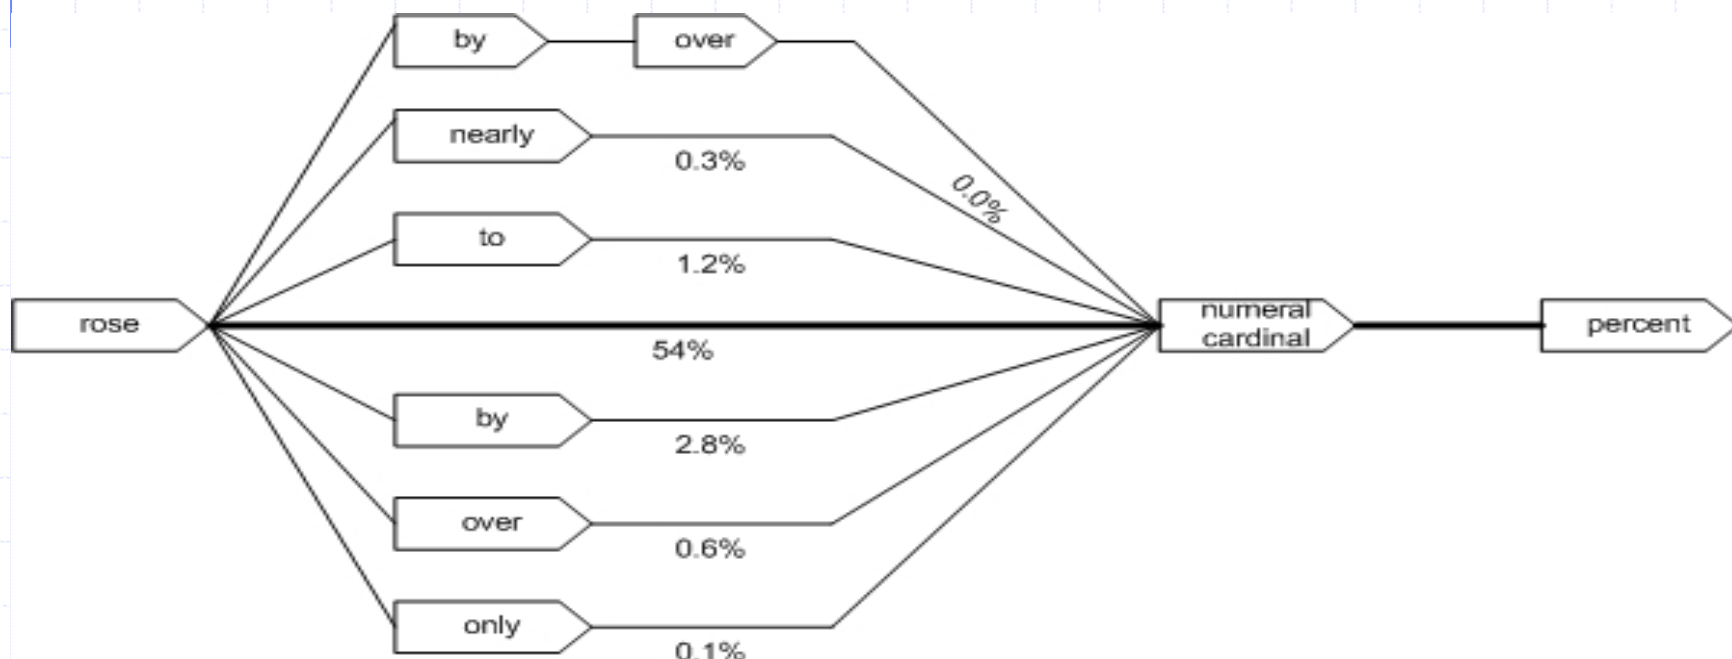 by
over
nearly
0.3%
0.0%
to
1.2%
rose
numeral
cardinal
percent
54%
by
2.8%
over
0.6%
only
0.1%